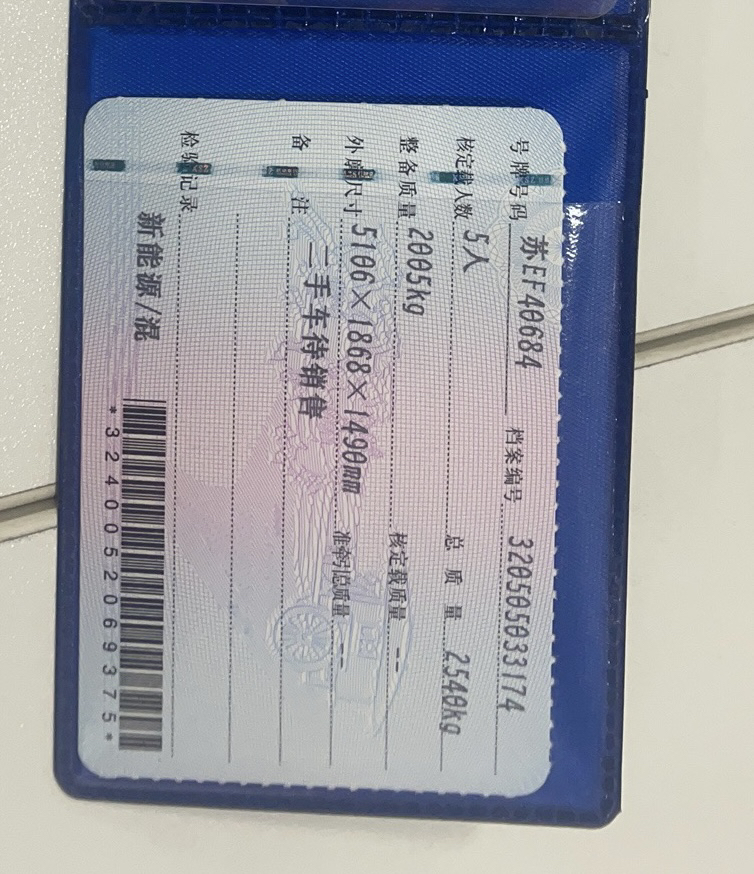 号牌号码 苏EF40684 档案编号 320505033174
核定载人数 5人 总质量 2540kg
整备质量 2005kg 核定载质量 --
外廓尺寸 5106×1868×1490mm 准牵引总质量 --
备注 二手车待销售
检验记录
新能源/混
*3240052069375*